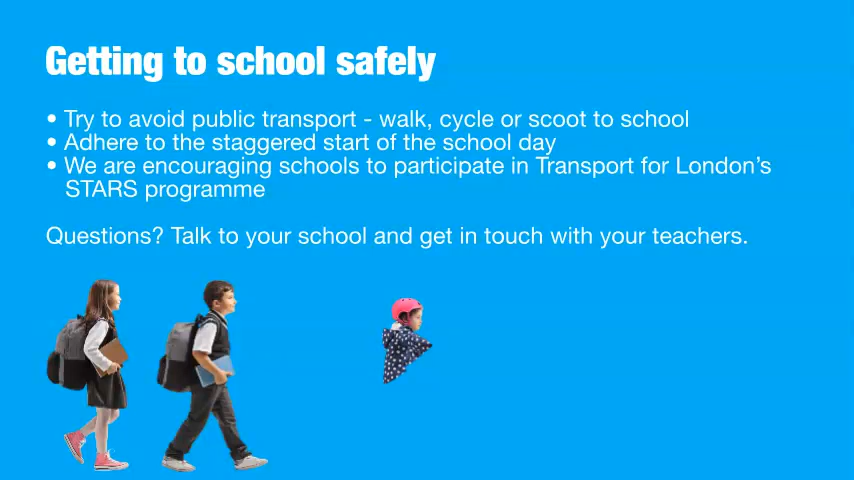 Getting to school safely
• Try to avoid public transport - walk, cycle or scoot to school
• Adhere to the staggered start of the school day
• We are encouraging schools to participate in Transport for London's
STARS programme
Questions? Talk to your school and get in touch with your teachers.